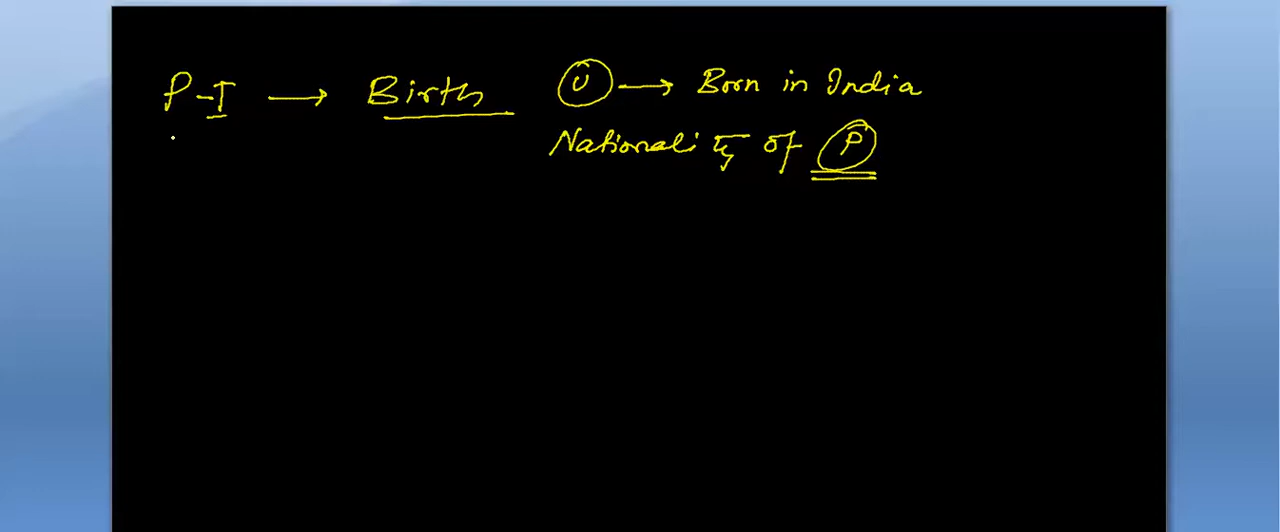 P-I → Birth U → Born in India
Nationality of P